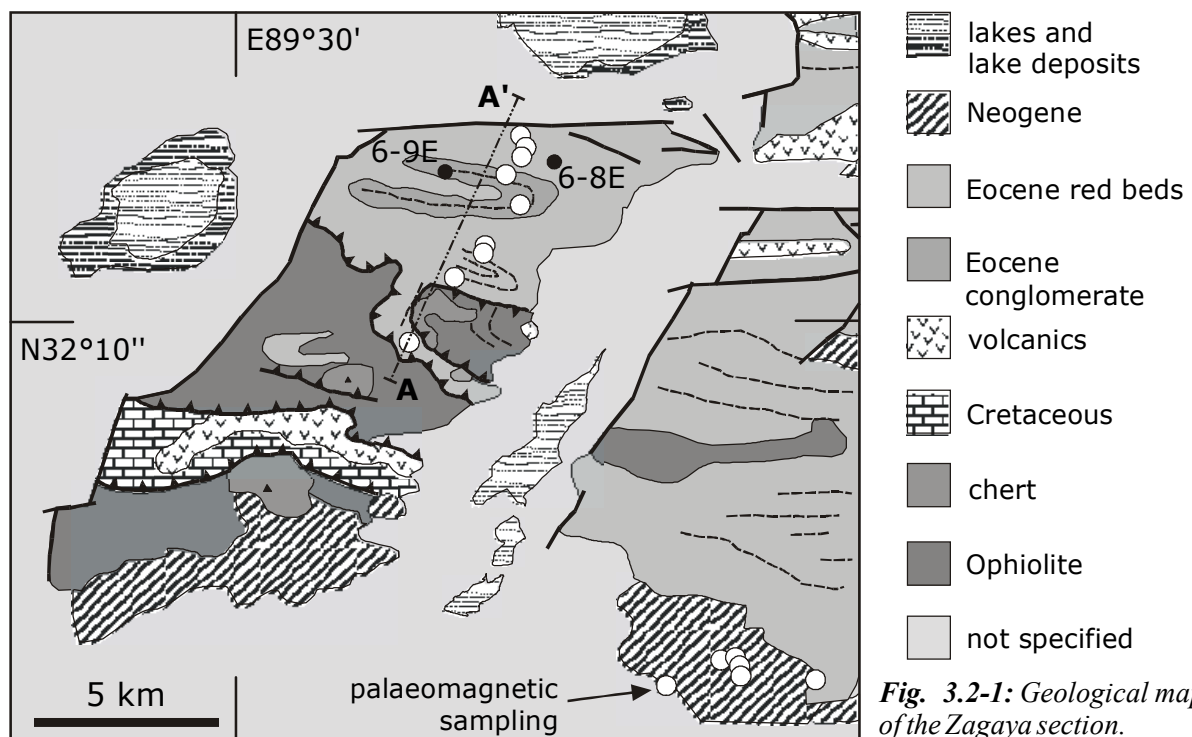 E89°30'
A'
6-9E
6-8E
N32°10"
A
5 km
palaeomagnetic
sampling
lakes and
lake deposits
Neogene
Eocene red beds
Eocene
conglomerate
volcanics
Cretaceous
chert
Ophiolite
not specified
Fig. 3.2-1: Geological map
of the Zagaya section.